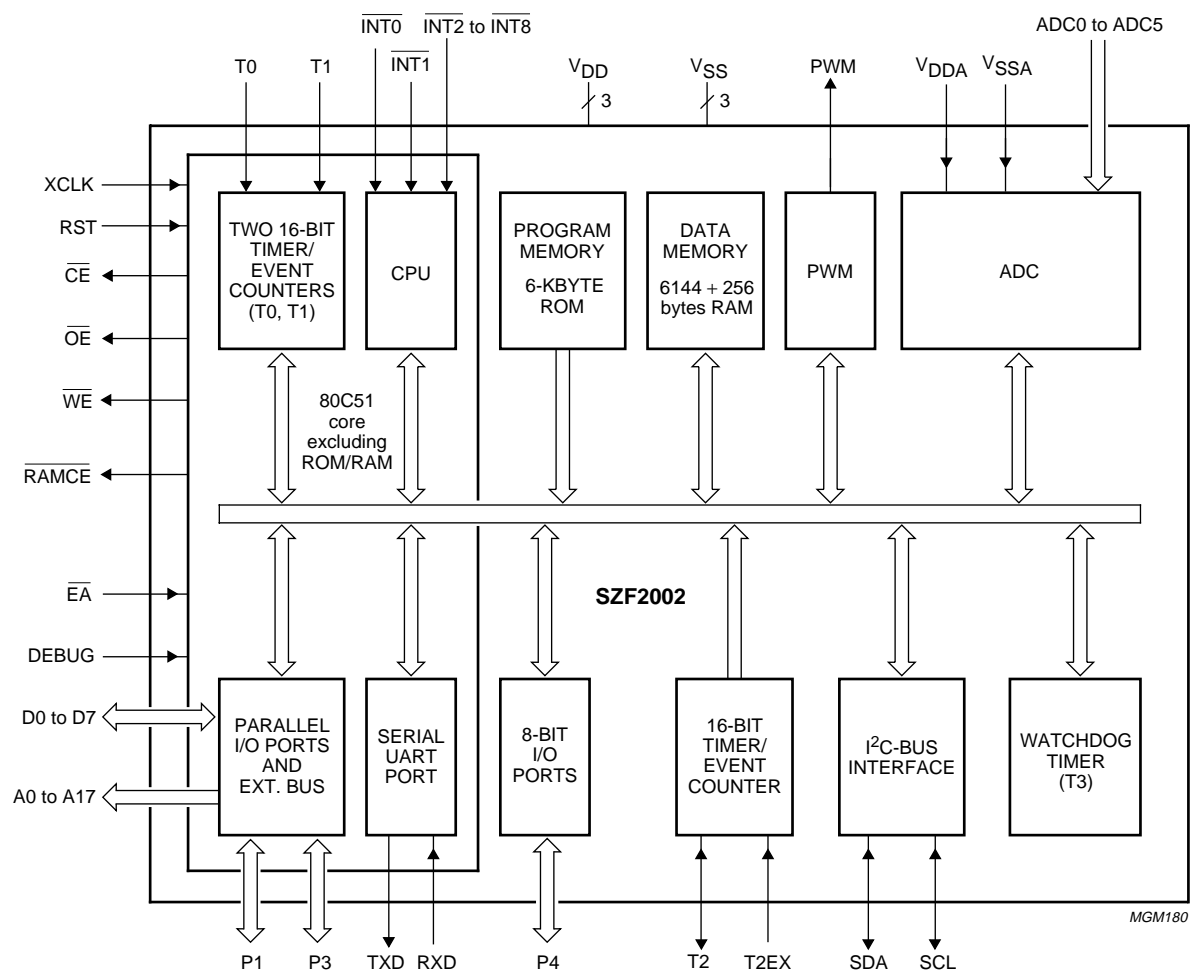 INT0
INT2 to INT8
ADC0 to ADC5
T0
T1
INT1
VDD
VSS
PWM
VDDA
VSSA
3
3
XCLK
RST
CE
OE
WE
RAMCE
EA
DEBUG
D0 to D7
A0 to A17
TWO 16-BIT
TIMER/
EVENT
COUNTERS
(T0, T1)
CPU
PROGRAM
MEMORY
6-KBYTE
ROM
DATA
MEMORY
6144 + 256
bytes RAM
PWM
ADC
80C51
core
excluding
ROM/RAM
SZF2002
PARALLEL
I/O PORTS
AND
EXT. BUS
SERIAL
UART
PORT
8-BIT
I/O
PORTS
16-BIT
TIMER/
EVENT
COUNTER
I²C-BUS
INTERFACE
WATCHDOG
TIMER
(T3)
MGM180
P1
P3
TXD
RXD
P4
T2
T2EX
SDA
SCL